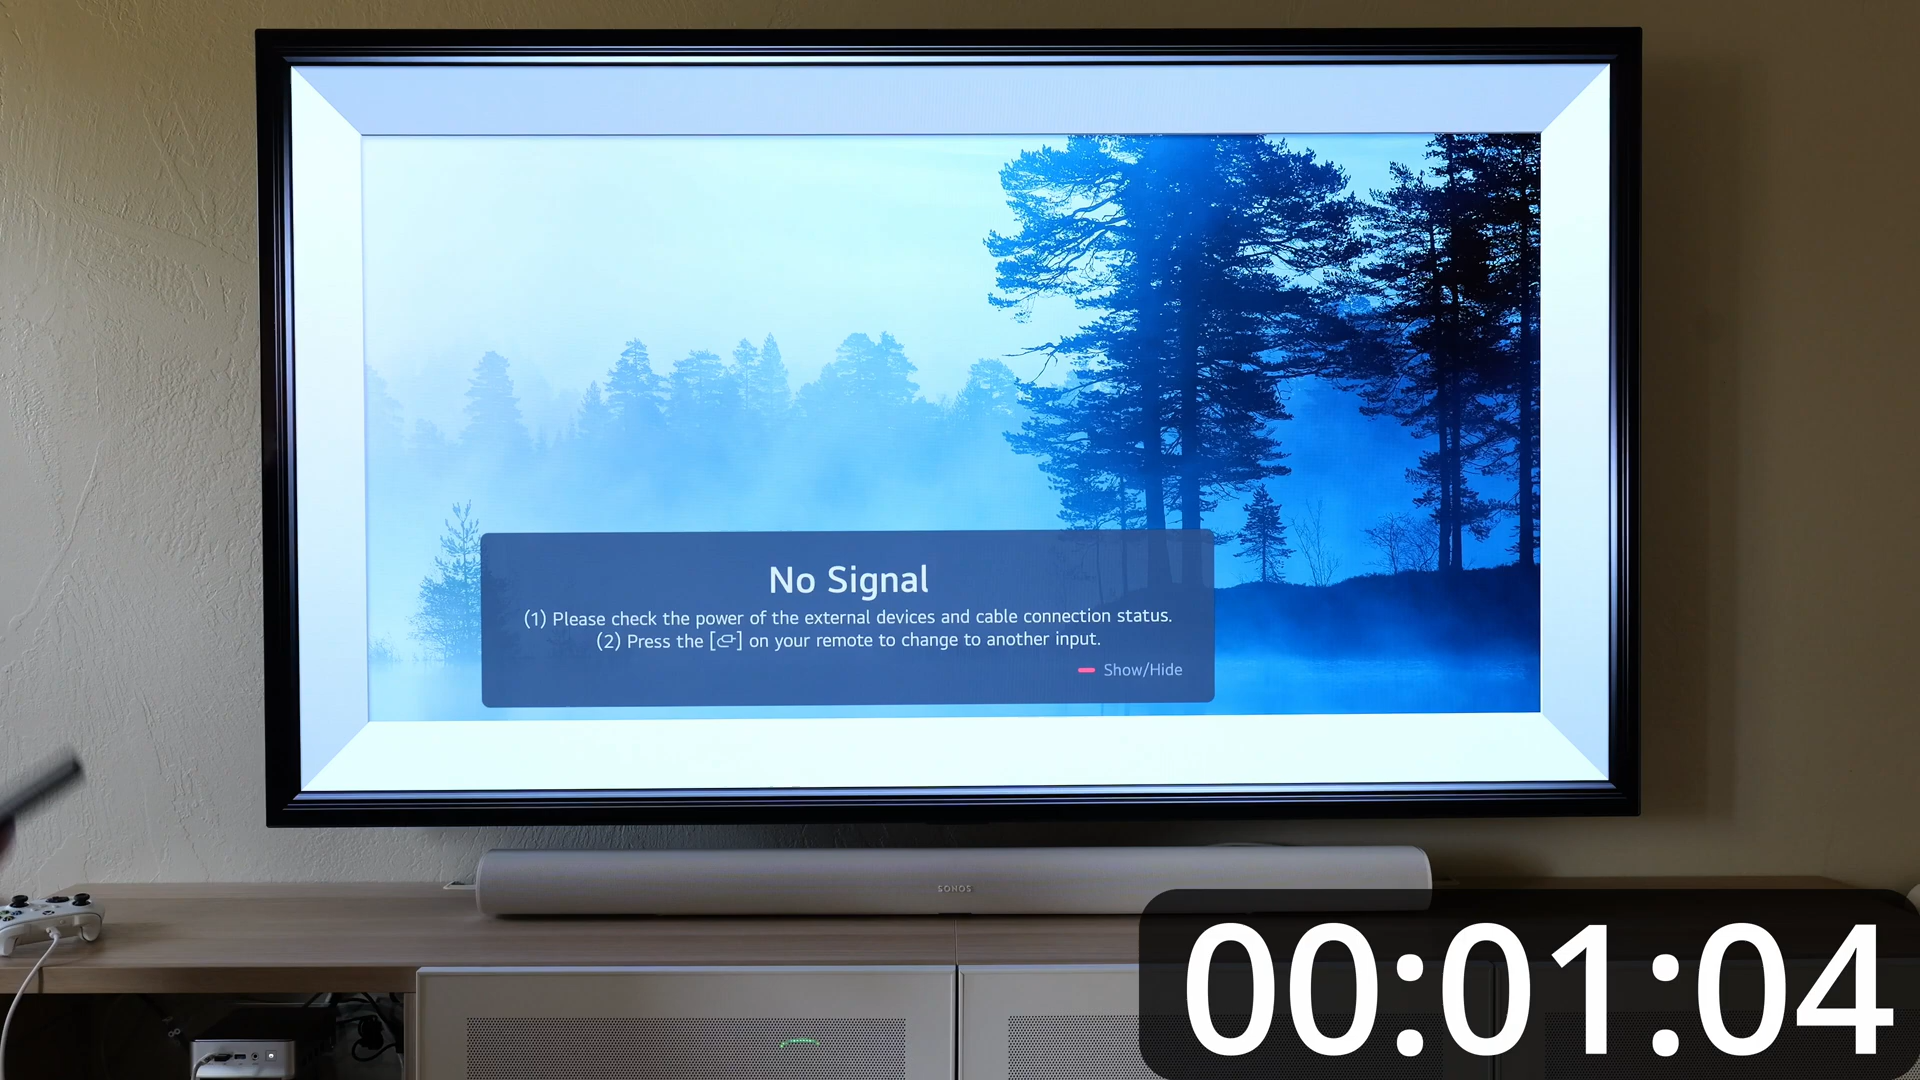 No Signal
(1) Please check the power of the external devices and cable connection status.
(2) Press the [⮐] on your remote to change to another input.
Show/Hide
SONOS
00:01:04